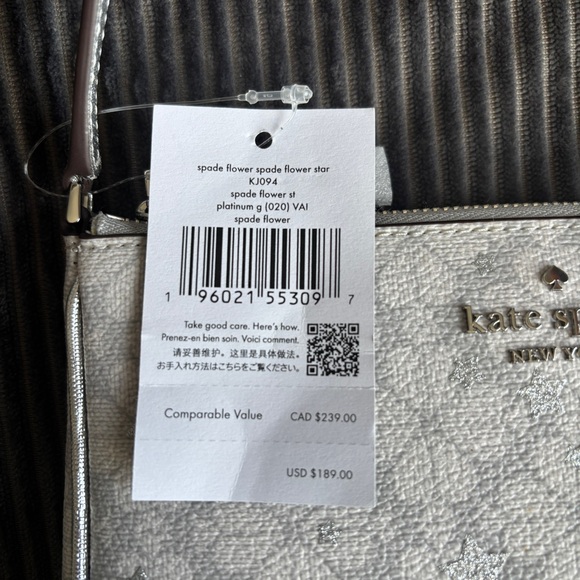 spade flower spade flower star
KJ094
spade flower st
platinum g (020) VAI
spade flower
1 96021 55309 7
Take good care. Here's how.
Prenez-en bien soin. Voici comment.
请妥善维护。这里是具体做法。
お手入れ方法はこちらをご覧ください。
Comparable Value CAD $239.00
USD $189.00
kate sp
NEW YO